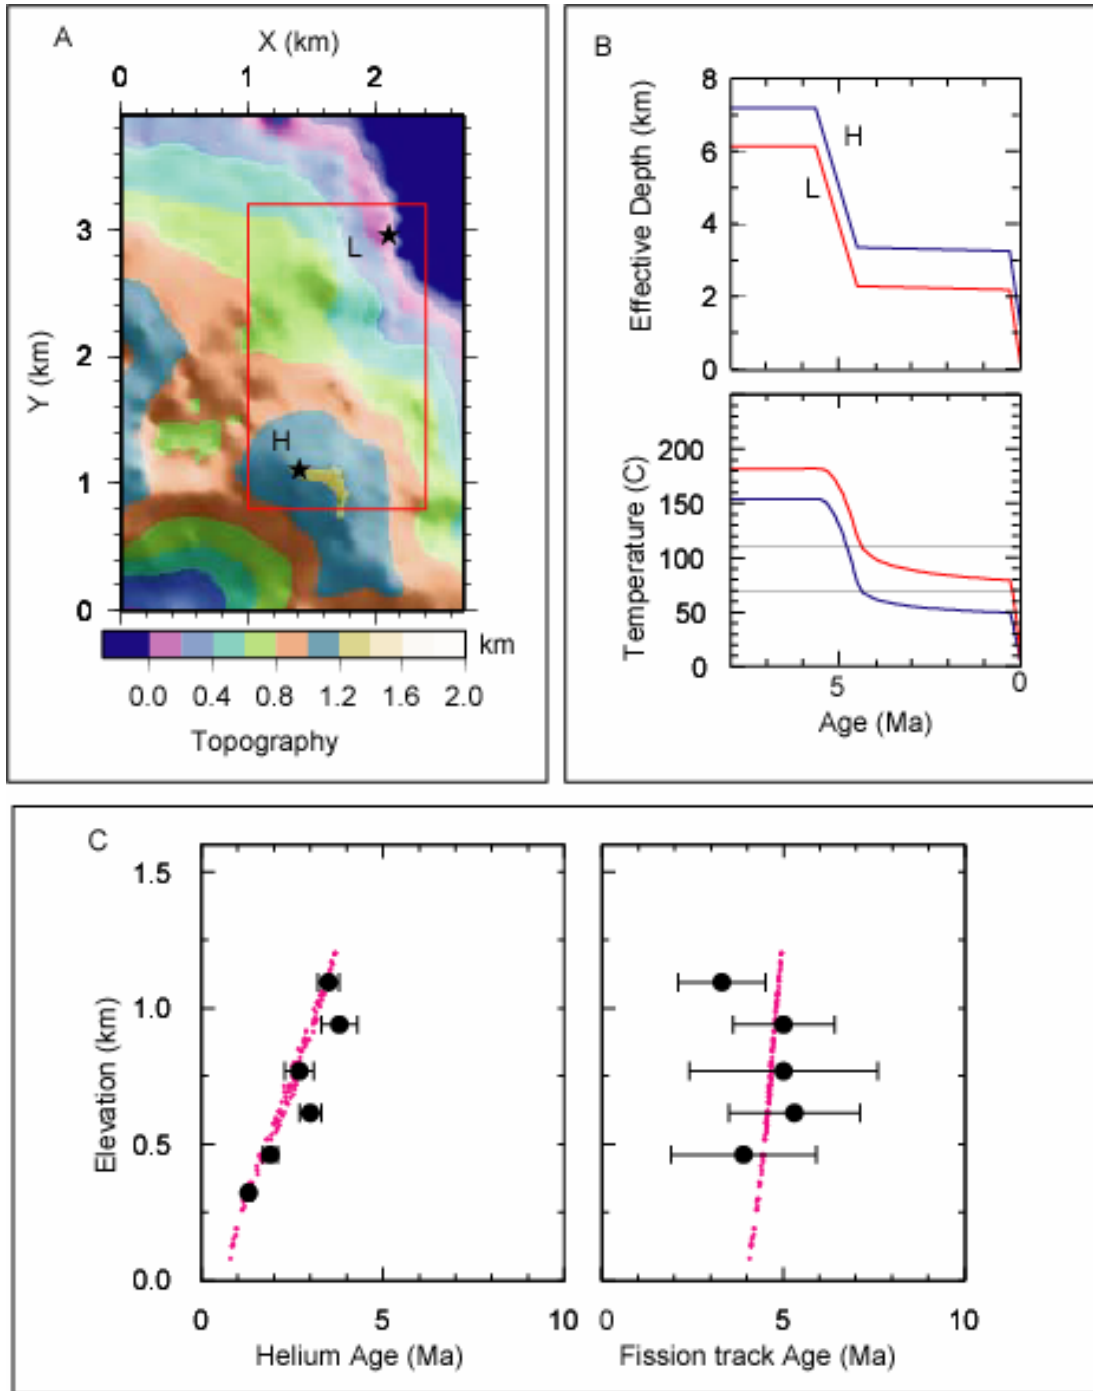 A
X (km)
0 1 2
Y (km)
3
2
1
0
L
H
km
0.0 0.4 0.8 1.2 1.6 2.0
Topography
B
Effective Depth (km)
8
6
4
2
0
H
L
Temperature (C)
200
150
100
50
0
5 0
Age (Ma)
C
Elevation (km)
1.5
1.0
0.5
0.0
0 5 10
Helium Age (Ma)
0 5 10
Fission track Age (Ma)